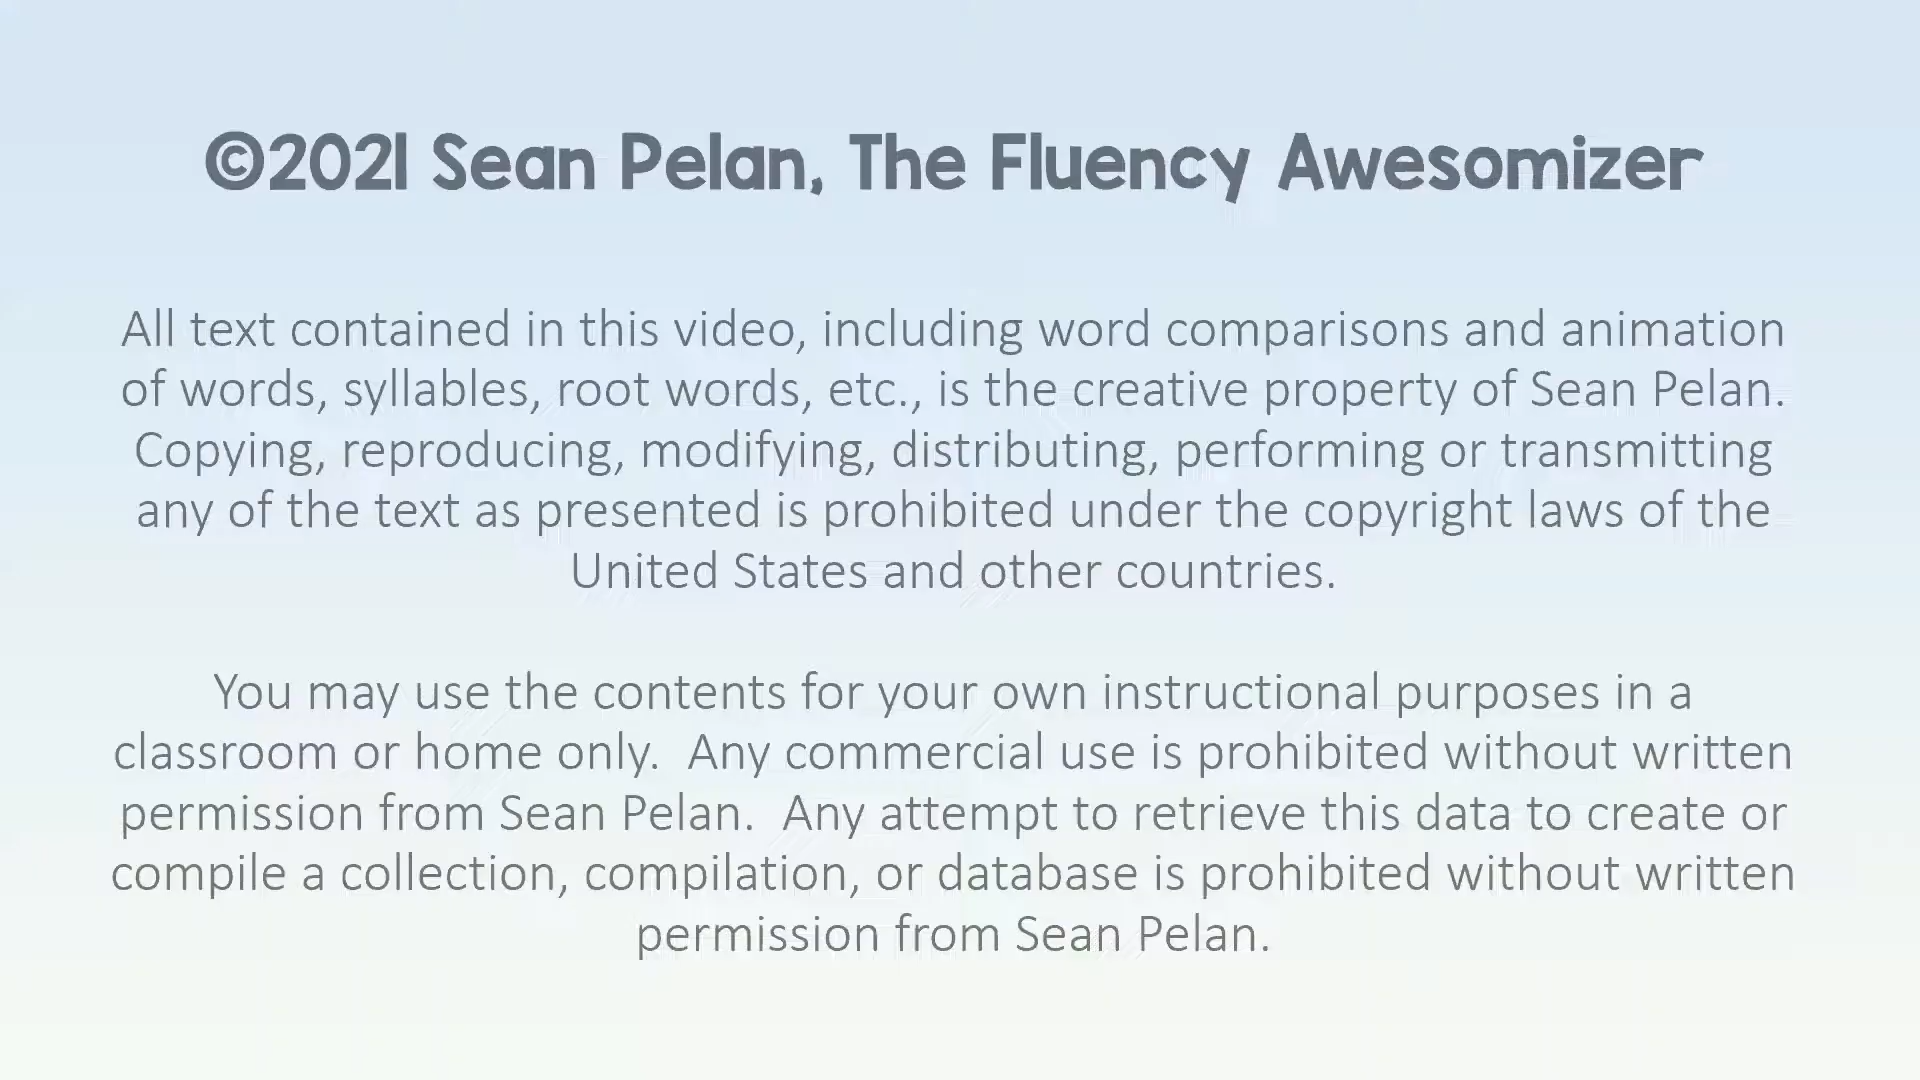 ©2021 Sean Pelan, The Fluency Awesomizer
All text contained in this video, including word comparisons and animation
of words, syllables, root words, etc., is the creative property of Sean Pelan.
Copying, reproducing, modifying, distributing, performing or transmitting
any of the text as presented is prohibited under the copyright laws of the
United States and other countries.
You may use the contents for your own instructional purposes in a
classroom or home only.  Any commercial use is prohibited without written
permission from Sean Pelan.  Any attempt to retrieve this data to create or
compile a collection, compilation, or database is prohibited without written
permission from Sean Pelan.